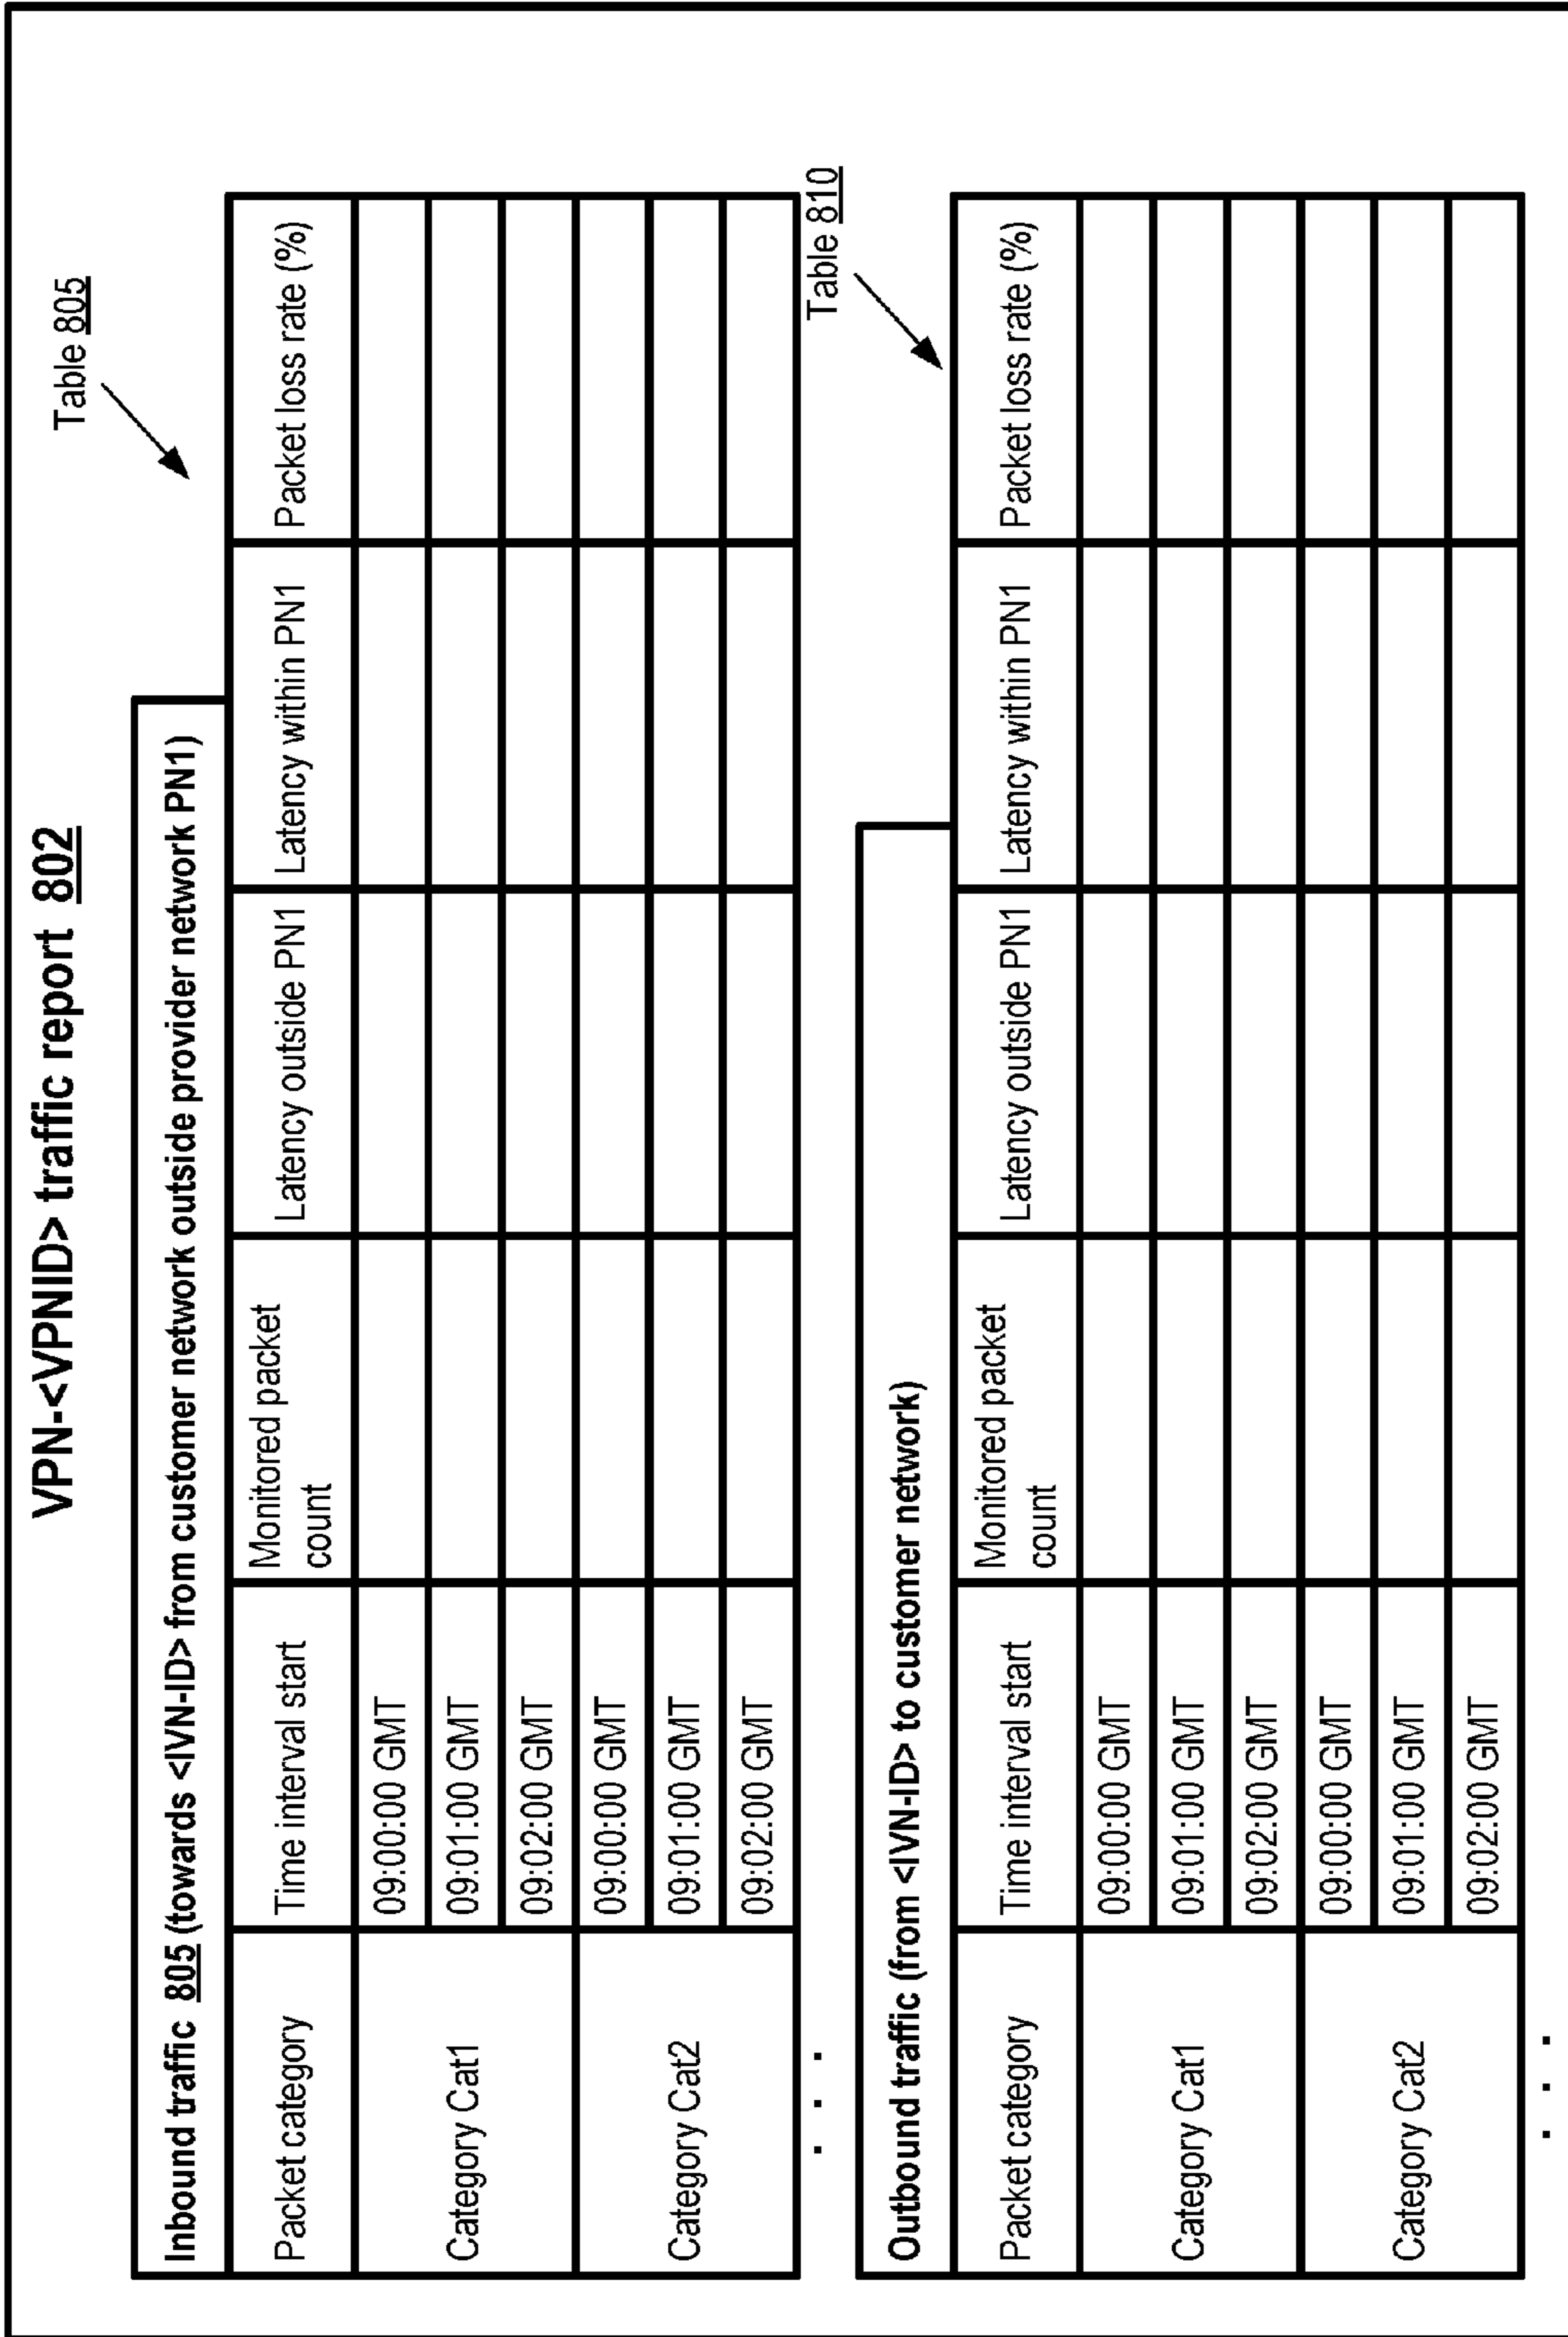 VPN-<VPNID> traffic report 802
Table 805
Inbound traffic 805 (towards <IVN-ID> from customer network outside provider network PN1)
Packet category
Time interval start
Monitored packet
count
Latency outside PN1
Latency within PN1
Packet loss rate (%)
Category Cat1
09:00:00 GMT
09:01:00 GMT
09:02:00 GMT
Category Cat2
09:00:00 GMT
09:01:00 GMT
09:02:00 GMT
. . .
Table 810
Outbound traffic (from <IVN-ID> to customer network)
Packet category
Time interval start
Monitored packet
count
Latency outside PN1
Latency within PN1
Packet loss rate (%)
Category Cat1
09:00:00 GMT
09:01:00 GMT
09:02:00 GMT
Category Cat2
09:00:00 GMT
09:01:00 GMT
09:02:00 GMT
. . .